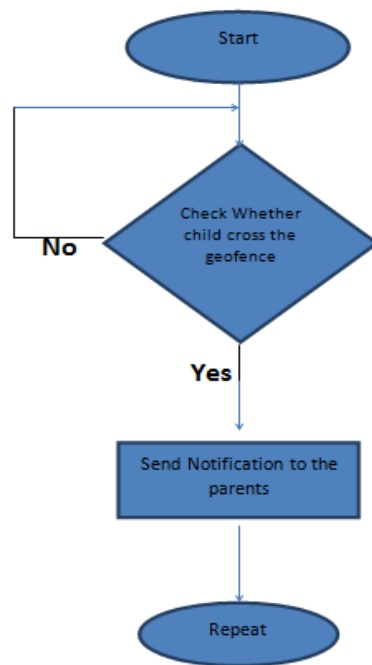 Start
Check Whether
child cross the
geofence
No
Yes
Send Notification to the
parents
Repeat